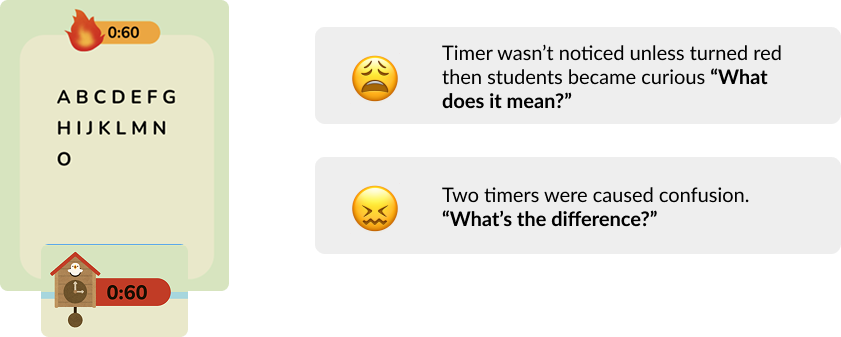 0:60
A B C D E F G
H I J K L M N
O
0:60
Timer wasn't noticed unless turned red
then students became curious "What
does it mean?"
Two timers were caused confusion.
"What's the difference?"